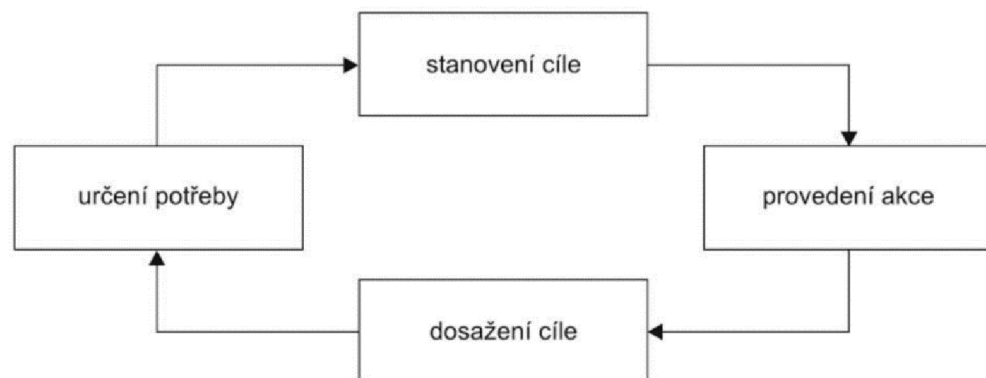 stanovení cíle
určení potřeby
provedení akce
dosažení cíle